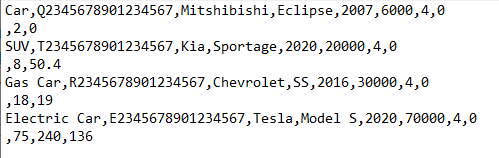 Car,Q2345678901234567,Mitshibishi,Eclipse,2007,6000,4,0
,2,0
SUV,T2345678901234567,Kia,Sportage,2020,20000,4,0
,8,50.4
Gas Car,R2345678901234567,Chevrolet,SS,2016,30000,4,0
,18,19
Electric Car,E2345678901234567,Tesla,Model S,2020,70000,4,0
,75,240,136